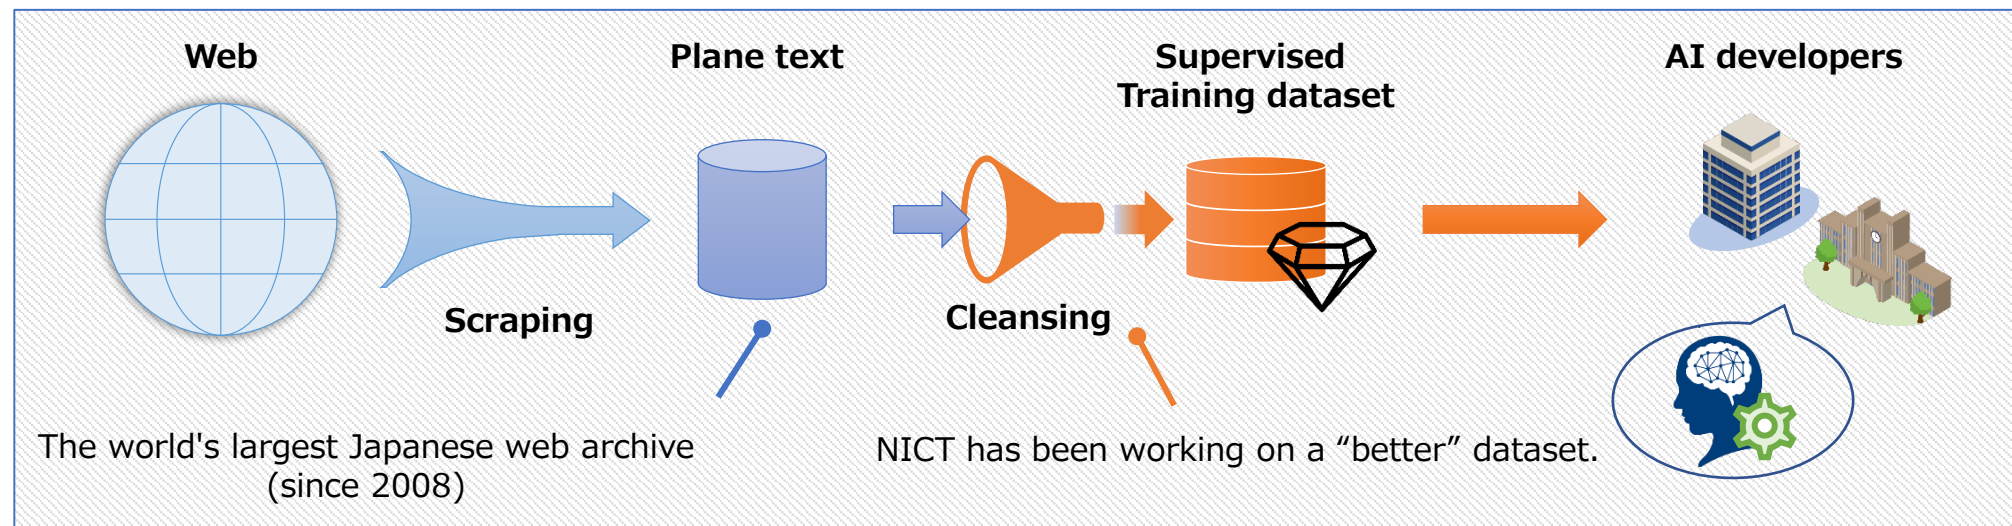 Web
Plane text
Supervised
Training dataset
AI developers
Scraping
Cleansing
The world's largest Japanese web archive
(since 2008)
NICT has been working on a “better” dataset.